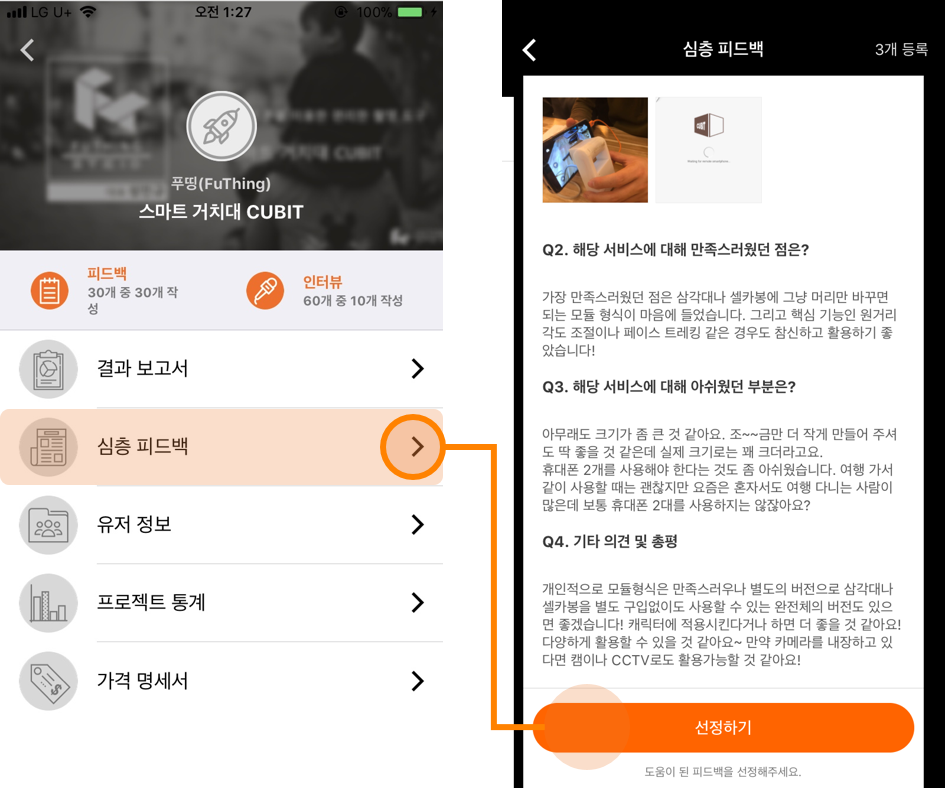 LG U+
오전 1:27
100%
푸띵(FuThing)
스마트 거치대 CUBIT
피드백
30개 중 30개 작
성
인터뷰
60개 중 10개 작성
결과 보고서
심층 피드백
유저 정보
프로젝트 통계
가격 명세서
심층 피드백
3개 등록
Q2. 해당 서비스에 대해 만족스러웠던 점은?
가장 만족스러웠던 점은 삼각대나 셀카봉에 그냥 머리만 바꾸면
되는 모듈 형식이 마음에 들었습니다. 그리고 핵심 기능인 원거리
각도 조절이나 페이스 트레킹 같은 경우도 참신하고 활용하기 좋
았습니다!
Q3. 해당 서비스에 대해 아쉬웠던 부분은?
아무래도 크기가 좀 큰 것 같아요. 조~~금만 더 작게 만들어 주셔
도 딱 좋을 것 같은데 실제 크기로는 꽤 크더라고요.
휴대폰 2개를 사용해야 한다는 것도 좀 아쉬웠습니다. 여행 가서
같이 사용할 때는 괜찮지만 요즘은 혼자서도 여행 다니는 사람이
많은데 보통 휴대폰 2대를 사용하지는 않잖아요?
Q4. 기타 의견 및 총평
개인적으로 모듈형식은 만족스러우나 별도의 버전으로 삼각대나
셀카봉을 별도 구입없이도 사용할 수 있는 완전체의 버전도 있으
면 좋겠습니다! 캐릭터에 적용시킨다거나 하면 더 좋을 것 같아요!
다양하게 활용할 수 있을 것 같아요~ 만약 카메라를 내장하고 있
다면 캠이나 CCTV로도 활용가능할 것 같아요!
선정하기
도움이 된 피드백을 선정해주세요.